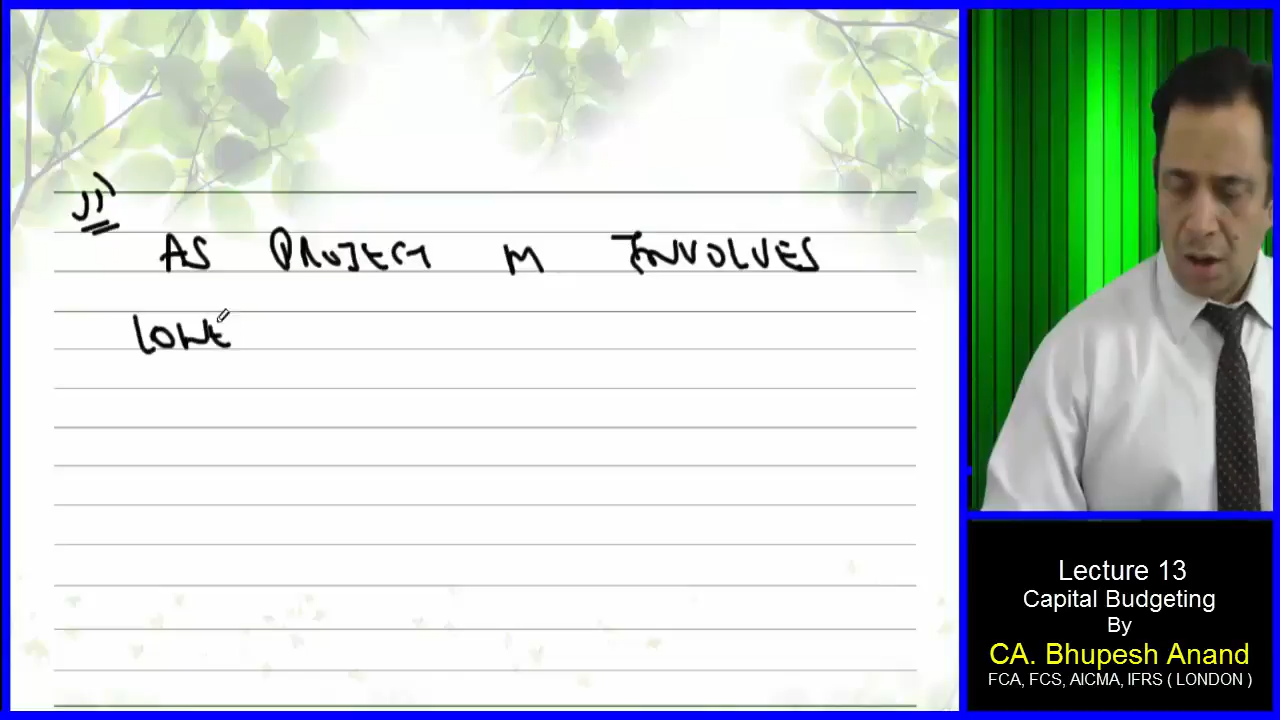 ii)
AS PROJECT M INVOLVES
LOWE
Lecture 13
Capital Budgeting
By
CA. Bhupesh Anand
FCA, FCS, AICMA, IFRS ( LONDON )